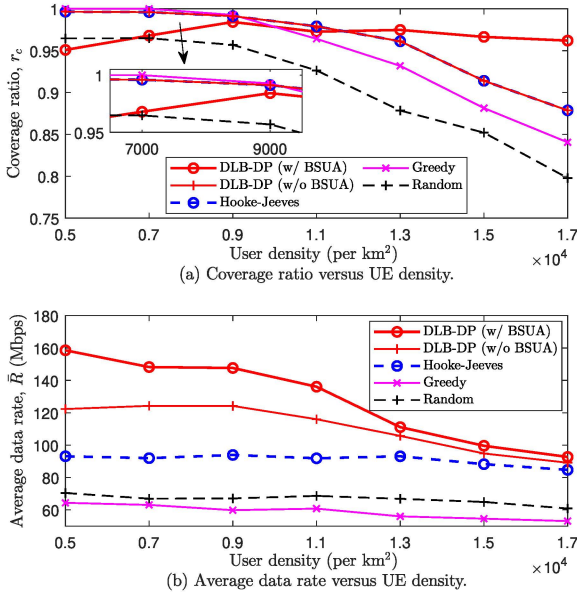 1
0.95
0.9
0.85
0.8
0.75
Coverage ratio, r_c
1
0.95
7000 9000
DLB-DP (w/ BSUA) Greedy
DLB-DP (w/o BSUA) Random
Hooke-Jeeves
0.5 0.7 0.9 1.1 1.3 1.5 1.7
User density (per km²) × 10⁴
(a) Coverage ratio versus UE density.
180
160
140
120
100
80
60
Average data rate, R̄ (Mbps)
DLB-DP (w/ BSUA)
DLB-DP (w/o BSUA)
Hooke-Jeeves
Greedy
Random
0.5 0.7 0.9 1.1 1.3 1.5 1.7
User density (per km²) × 10⁴
(b) Average data rate versus UE density.